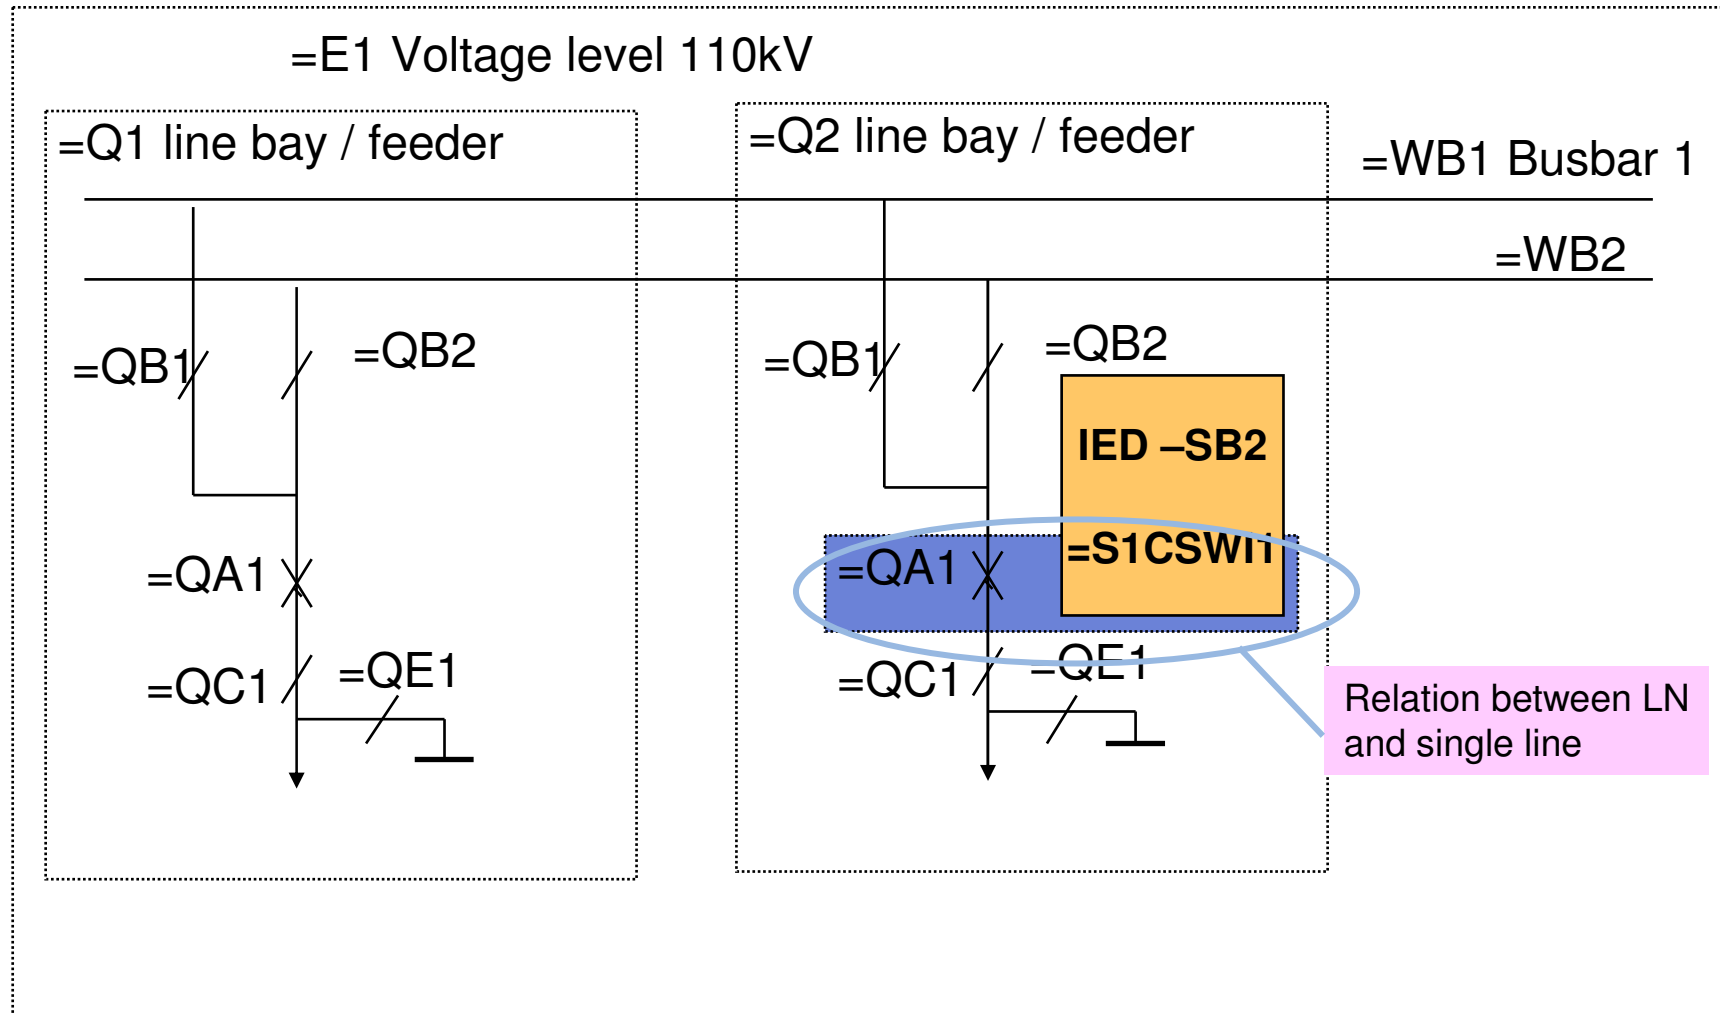 =E1 Voltage level 110kV
=Q1 line bay / feeder
=Q2 line bay / feeder
=WB1 Busbar 1
=WB2
=QB1
=QB2
=QB1
=QB2
IED –SB2
=S1CSWI1
=QA1
=QA1
=QC1
=QE1
=QC1
=QE1
Relation between LN
and single line